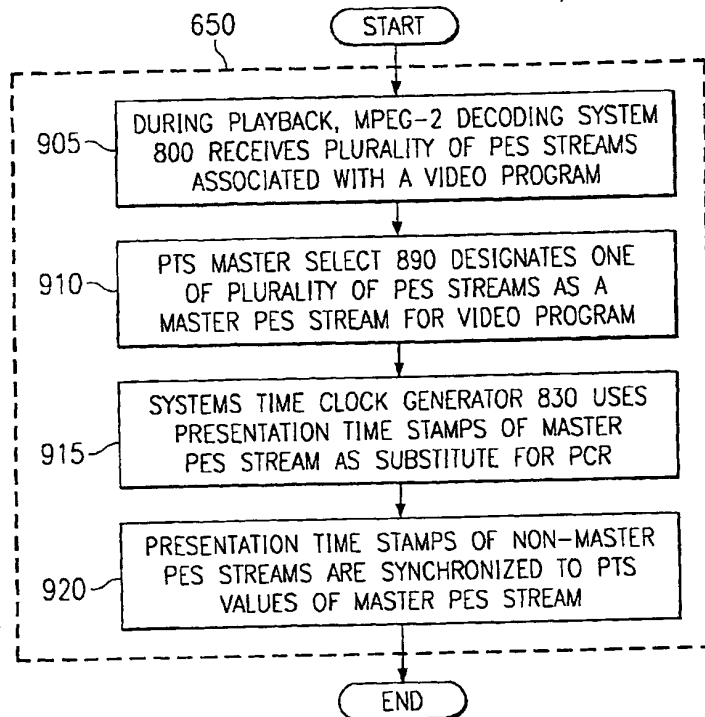 650
START
905
DURING PLAYBACK, MPEG-2 DECODING SYSTEM
800 RECEIVES PLURALITY OF PES STREAMS
ASSOCIATED WITH A VIDEO PROGRAM
910
PTS MASTER SELECT 890 DESIGNATES ONE
OF PLURALITY OF PES STREAMS AS A
MASTER PES STREAM FOR VIDEO PROGRAM
915
SYSTEMS TIME CLOCK GENERATOR 830 USES
PRESENTATION TIME STAMPS OF MASTER
PES STREAM AS SUBSTITUTE FOR PCR
920
PRESENTATION TIME STAMPS OF NON-MASTER
PES STREAMS ARE SYNCHRONIZED TO PTS
VALUES OF MASTER PES STREAM
END